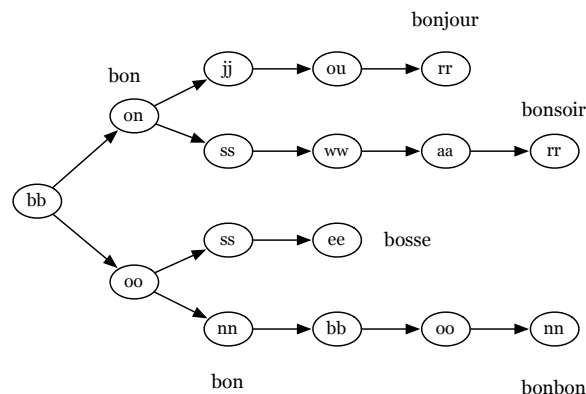 bonjour
bon jj ou rr
on bonsoir
ss ww aa rr
bb
ss ee bosse
oo
nn bb oo nn
bon bonbon